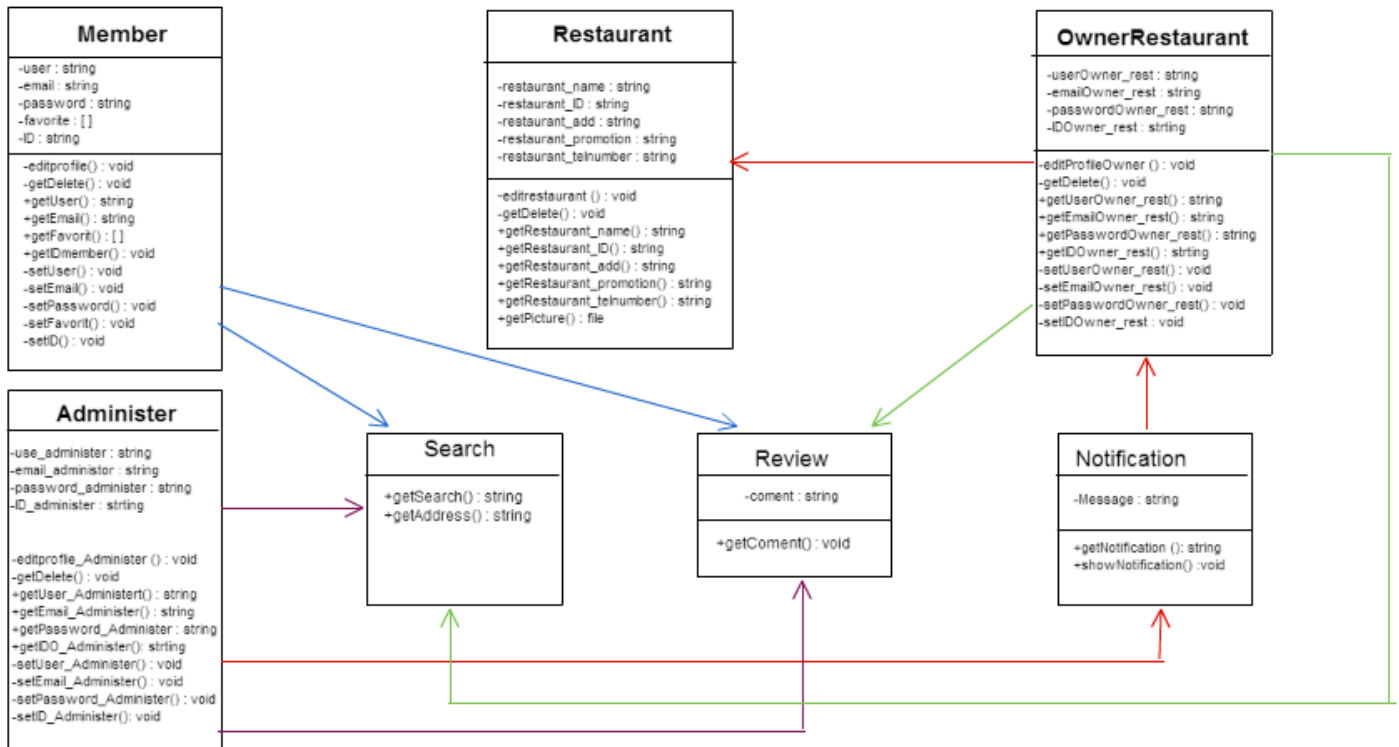 Member
-user : string
-email : string
-password : string
-favorite : [ ]
-ID : string
-editprofile() : void
-getDelete() : void
+getUser() : string
+getEmail() : string
+getFavorit() : [ ]
+getIDmember() : void
-setUser() : void
-setEmail() : void
-setPassword() : void
-setFavorit() : void
-setID() : void
Restaurant
-restaurant_name : string
-restaurant_ID : string
-restaurant_add : string
-restaurant_promotion : string
-restaurant_telnumber : string
-editrestaurant () : void
-getDelete() : void
+getRestaurant_name() : string
+getRestaurant_ID() : string
+getRestaurant_add() : string
+getRestaurant_promotion() : string
+getRestaurant_telnumber() : string
+getPicture() : file
OwnerRestaurant
-userOwner_rest : string
-emailOwner_rest : string
-passwordOwner_rest : string
-IDOwner_rest : strting
-editProfileOwner () : void
-getDelete() : void
+getUserOwner_rest() : string
+getEmailOwner_rest() : string
+getPasswordOwner_rest() : string
+getIDOwner_rest() : strting
-setUserOwner_rest() : void
-setEmailOwner_rest() : void
-setPasswordOwner_rest() : void
-setIDOwner_rest : void
Administer
-use_administer : string
-email_administor : string
-password_administer : string
-ID_administer : strting
-editprofile_Administer () : void
-getDelete() : void
+getUser_Administert() : string
+getEmail_Administer() : string
+getPassword_Administer : string
+getIDO_Administer(): strting
-setUser_Administer() : void
-setEmail_Administer() : void
-setPassword_Administer() : void
-setID_Administer(): void
Search
+getSearch() : string
+getAddress() : string
Review
-coment : string
+getComent() : void
Notification
-Message : string
+getNotification (): string
+showNotification() :void